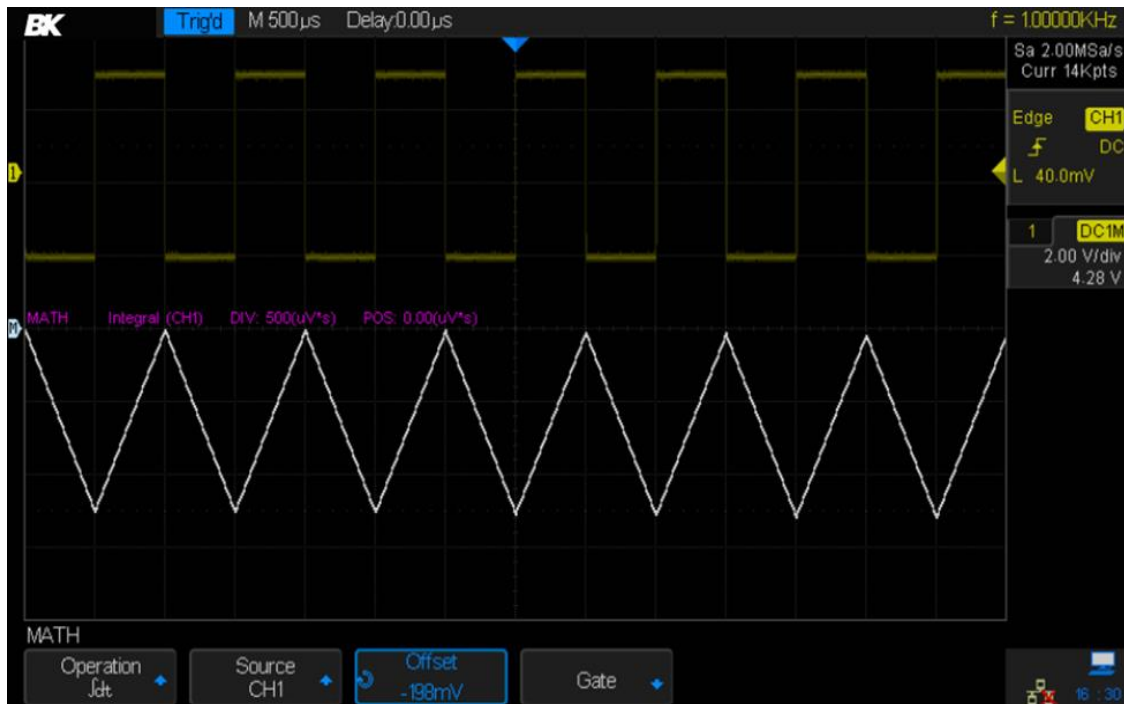 BK Trig'd M 500µs Delay:0.00µs f = 1.00000KHz
Sa 2.00MSa/s
Curr 14Kpts
Edge CH1
DC
L 40.0mV
1
1 DC1M
2.00 V/div
4.28 V
MATH Integral (CH1) DIV: 500(uV*s) POS: 0.00(uV*s)
M
MATH
Operation
∫dt
Source
CH1
Offset
-198mV
Gate
16 : 30